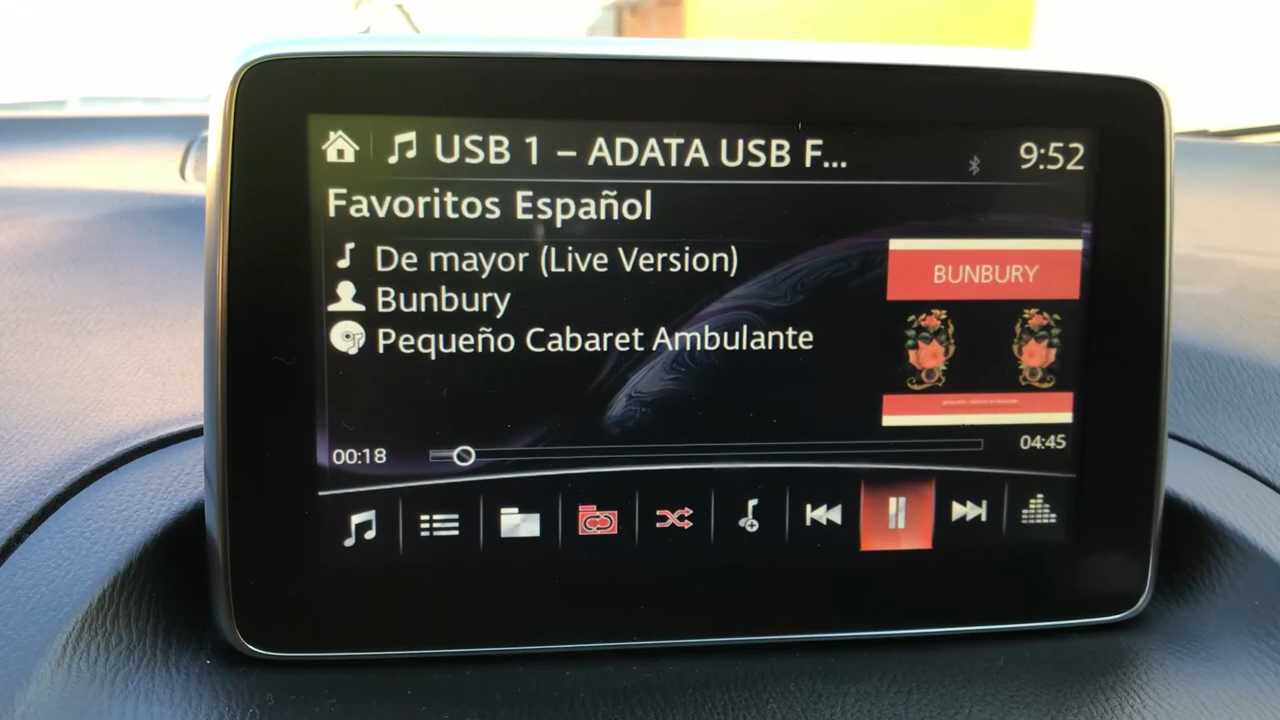 USB 1 – ADATA USB F...
9:52
Favoritos Español
De mayor (Live Version)
Bunbury
Pequeño Cabaret Ambulante
BUNBURY
00:18
04:45